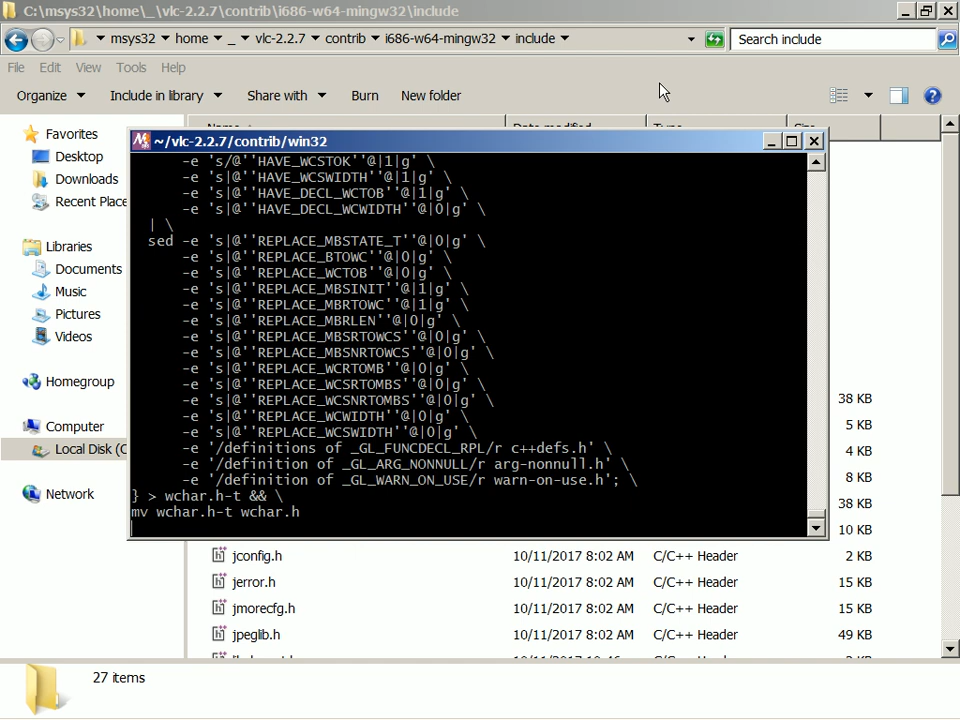 C:\msys32\home\_\vlc-2.2.7\contrib\i686-w64-mingw32\include
msys32 home _ vlc-2.2.7 contrib i686-w64-mingw32 include Search include
File Edit View Tools Help
Organize Include in library Share with Burn New folder
Favorites
Desktop
Downloads
Recent Place
Libraries
Documents
Music
Pictures
Videos
Homegroup
Computer
Local Disk (C
Network
Name Date modified Type Size
~/vlc-2.2.7/contrib/win32
-e 's/@''HAVE_WCSTOK''@|1|g' \
-e 's|@''HAVE_WCSWIDTH''@|1|g' \
-e 's|@''HAVE_DECL_WCTOB''@|1|g' \
-e 's|@''HAVE_DECL_WCWIDTH''@|0|g' \
| \
sed -e 's|@''REPLACE_MBSTATE_T''@|0|g' \
-e 's|@''REPLACE_BTOWC''@|0|g' \
-e 's|@''REPLACE_WCTOB''@|0|g' \
-e 's|@''REPLACE_MBSINIT''@|1|g' \
-e 's|@''REPLACE_MBRTOWC''@|1|g' \
-e 's|@''REPLACE_MBRLEN''@|0|g' \
-e 's|@''REPLACE_MBSRTOWCS''@|0|g' \
-e 's|@''REPLACE_MBSNRTOWCS''@|0|g' \
-e 's|@''REPLACE_WCRTOMB''@|0|g' \
-e 's|@''REPLACE_WCSRTOMBS''@|0|g' \
-e 's|@''REPLACE_WCSNRTOMBS''@|0|g' \
-e 's|@''REPLACE_WCWIDTH''@|0|g' \
-e 's|@''REPLACE_WCSWIDTH''@|0|g' \
-e '/definitions of _GL_FUNCDECL_RPL/r c++defs.h' \
-e '/definition of _GL_ARG_NONNULL/r arg-nonnull.h' \
-e '/definition of _GL_WARN_ON_USE/r warn-on-use.h'; \
} > wchar.h-t && \
mv wchar.h-t wchar.h
38 KB
5 KB
4 KB
8 KB
38 KB
10 KB
jconfig.h 10/11/2017 8:02 AM C/C++ Header 2 KB
jerror.h 10/11/2017 8:02 AM C/C++ Header 15 KB
jmorecfg.h 10/11/2017 8:02 AM C/C++ Header 15 KB
jpeglib.h 10/11/2017 8:02 AM C/C++ Header 49 KB
27 items